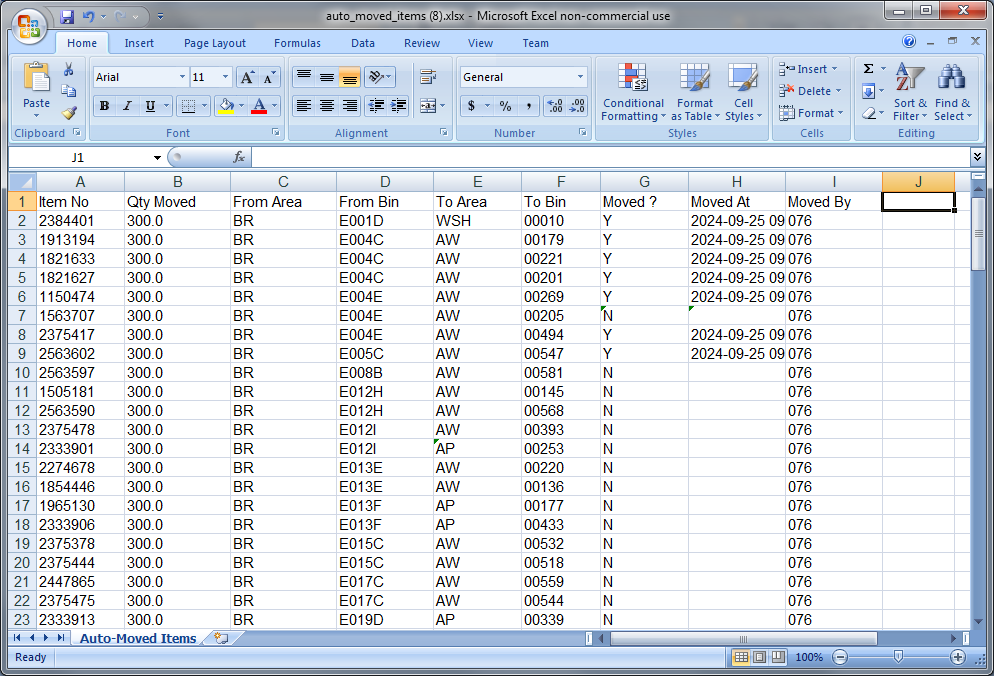 auto_moved_items (8).xlsx - Microsoft Excel non-commercial use
Home Insert Page Layout Formulas Data Review View Team
Paste Arial 11 A A General Conditional Formatting Format as Table Cell Styles Insert Delete Format Σ Sort & Filter Find & Select
B I U A $ % , .00 .00
Clipboard Font Alignment Number Styles Cells Editing
J1 fx
A B C D E F G H I J
1 Item No Qty Moved From Area From Bin To Area To Bin Moved ? Moved At Moved By
2 2384401 300.0 BR E001D WSH 00010 Y 2024-09-25 09 076
3 1913194 300.0 BR E004C AW 00179 Y 2024-09-25 09 076
4 1821633 300.0 BR E004C AW 00221 Y 2024-09-25 09 076
5 1821627 300.0 BR E004C AW 00201 Y 2024-09-25 09 076
6 1150474 300.0 BR E004E AW 00269 Y 2024-09-25 09 076
7 1563707 300.0 BR E004E AW 00205 N 076
8 2375417 300.0 BR E004E AW 00494 Y 2024-09-25 09 076
9 2563602 300.0 BR E005C AW 00547 Y 2024-09-25 09 076
10 2563597 300.0 BR E008B AW 00581 N 076
11 1505181 300.0 BR E012H AW 00145 N 076
12 2563590 300.0 BR E012H AW 00568 N 076
13 2375478 300.0 BR E012I AW 00393 N 076
14 2333901 300.0 BR E012I AP 00253 N 076
15 2274678 300.0 BR E013E AW 00220 N 076
16 1854446 300.0 BR E013E AW 00136 N 076
17 1965130 300.0 BR E013F AP 00177 N 076
18 2333906 300.0 BR E013F AP 00433 N 076
19 2375378 300.0 BR E015C AW 00532 N 076
20 2375444 300.0 BR E015C AW 00518 N 076
21 2447865 300.0 BR E017C AW 00559 N 076
22 2375475 300.0 BR E017C AW 00544 N 076
23 2333913 300.0 BR E019D AP 00339 N 076
Auto-Moved Items
Ready 100%